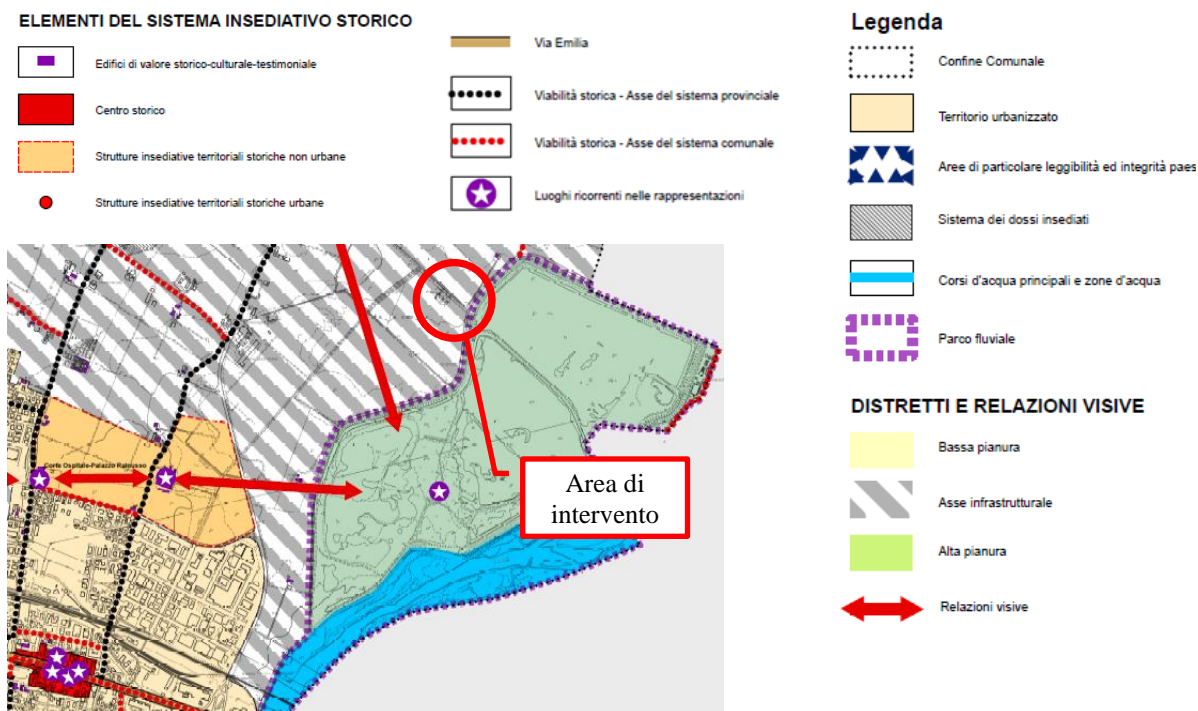 ELEMENTI DEL SISTEMA INSEDIATIVO STORICO
Edifici di valore storico-culturale-testimoniale
Centro storico
Strutture insediative territoriali storiche non urbane
Strutture insediative territoriali storiche urbane
Via Emilia
Viabilità storica - Asse del sistema provinciale
Viabilità storica - Asse del sistema comunale
Luoghi ricorrenti nelle rappresentazioni
Legenda
Confine Comunale
Territorio urbanizzato
Aree di particolare leggibilità ed integrità paes
Sistema dei dossi insediati
Corsi d'acqua principali e zone d'acqua
Parco fluviale
DISTRETTI E RELAZIONI VISIVE
Bassa pianura
Asse infrastrutturale
Alta pianura
Relazioni visive
Area di
intervento